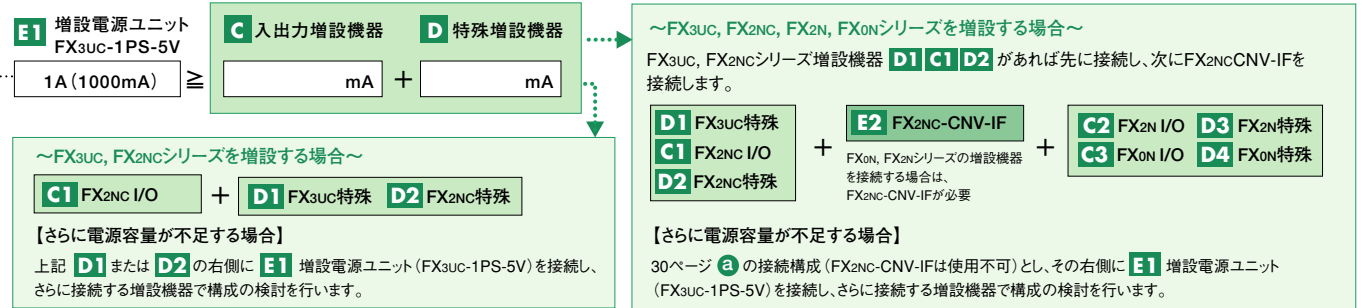 E1 増設電源ユニット
FX3UC-1PS-5V
1A(1000mA) ≧
C 入出力増設機器
mA
+
D 特殊増設機器
mA
~FX3UC, FX2NCシリーズを増設する場合~
C1 FX2NC I/O + D1 FX3UC特殊 D2 FX2NC特殊
【さらに電源容量が不足する場合】
上記 D1 または D2 の右側に E1 増設電源ユニット(FX3UC-1PS-5V)を接続し、
さらに接続する増設機器で構成の検討を行います。
~FX3UC, FX2NC, FX2N, FX0Nシリーズを増設する場合~
FX3UC, FX2NCシリーズ増設機器 D1 C1 D2 があれば先に接続し、次にFX2NCCNV-IFを
接続します。
D1 FX3UC特殊
C1 FX2NC I/O
D2 FX2NC特殊
+
E2 FX2NC-CNV-IF
FX0N, FX2Nシリーズの増設機器
を接続する場合は、
FX2NC-CNV-IFが必要
+
C2 FX2N I/O D3 FX2N特殊
C3 FX0N I/O D4 FX0N特殊
【さらに電源容量が不足する場合】
30ページ a の接続構成(FX2NC-CNV-IFは使用不可)とし、その右側に E1 増設電源ユニット
(FX3UC-1PS-5V)を接続し、さらに接続する増設機器で構成の検討を行います。